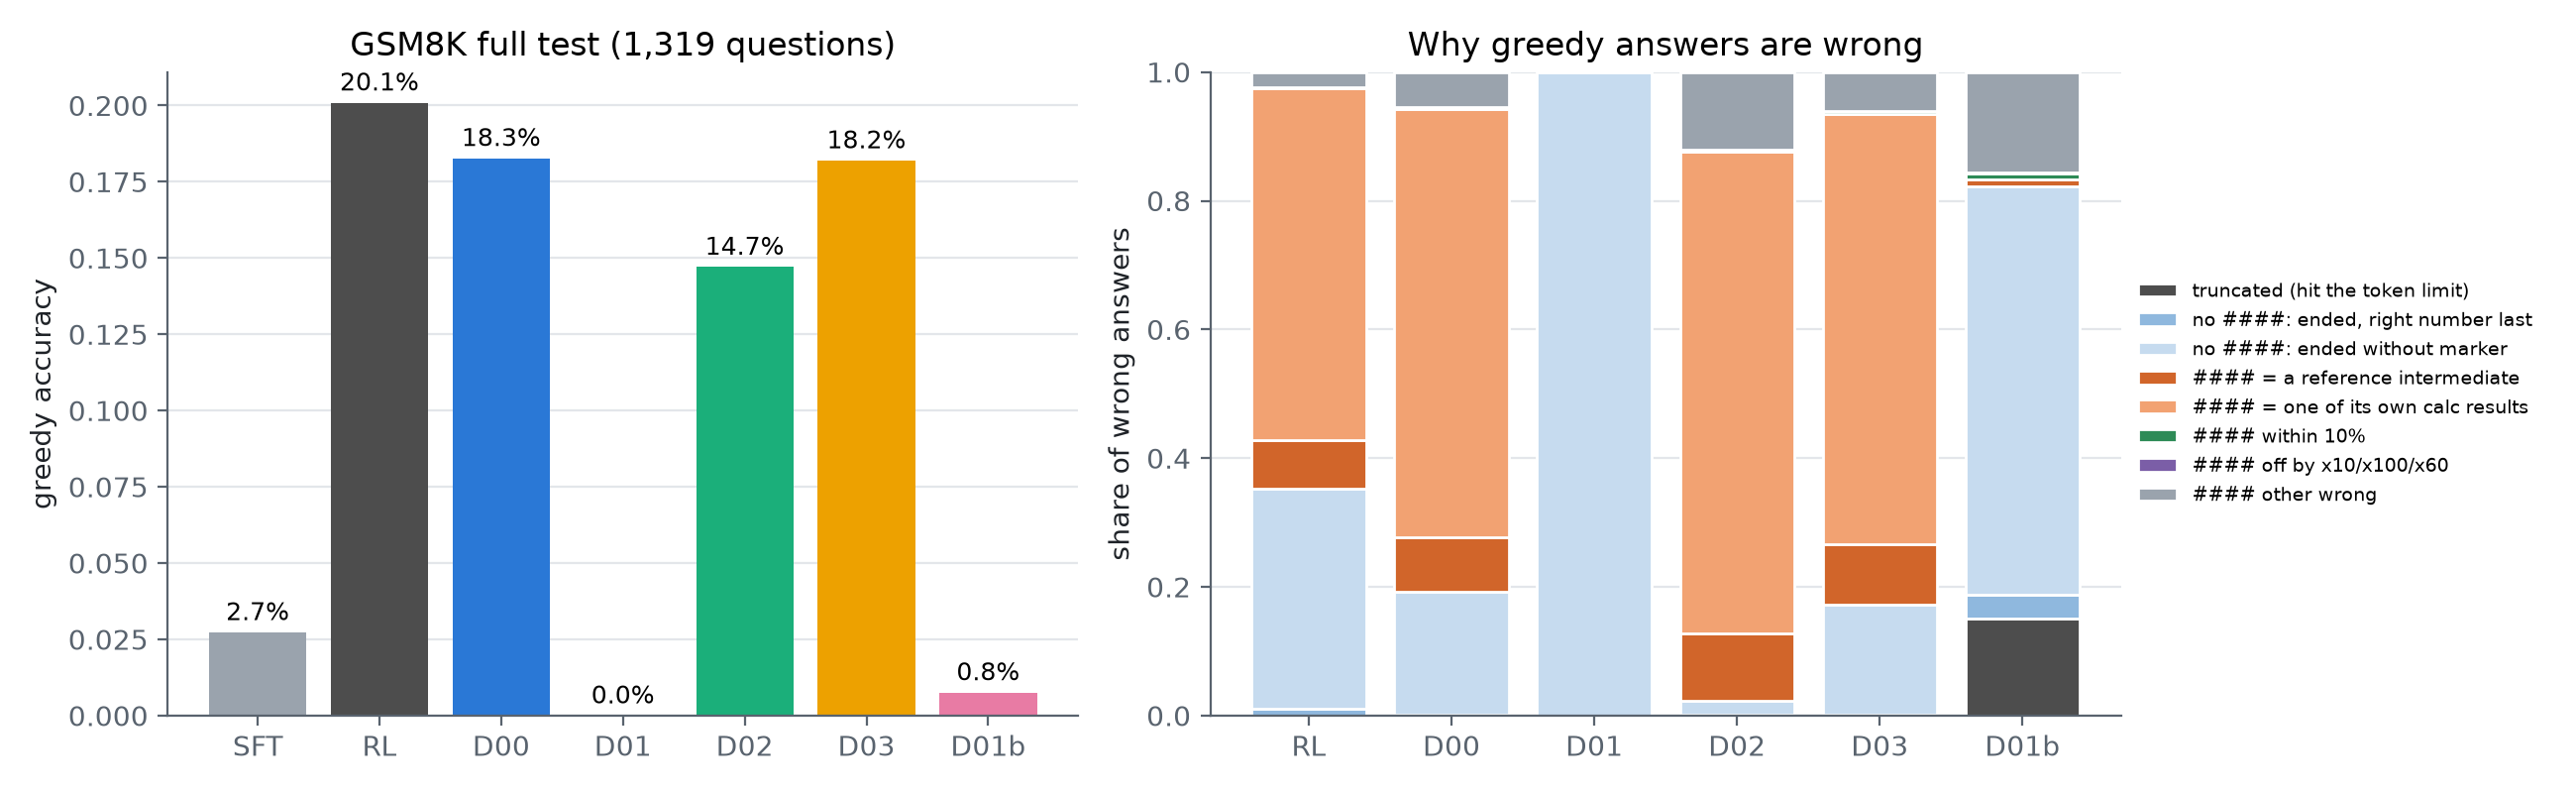 GSM8K full test (1,319 questions)
greedy accuracy
0.200
0.175
0.150
0.125
0.100
0.075
0.050
0.025
0.000
2.7%
20.1%
18.3%
0.0%
14.7%
18.2%
0.8%
SFT
RL
D00
D01
D02
D03
D01b
Why greedy answers are wrong
share of wrong answers
1.0
0.8
0.6
0.4
0.2
0.0
RL
D00
D01
D02
D03
D01b
truncated (hit the token limit)
no ####: ended, right number last
no ####: ended without marker
#### = a reference intermediate
#### = one of its own calc results
#### within 10%
#### off by x10/x100/x60
#### other wrong